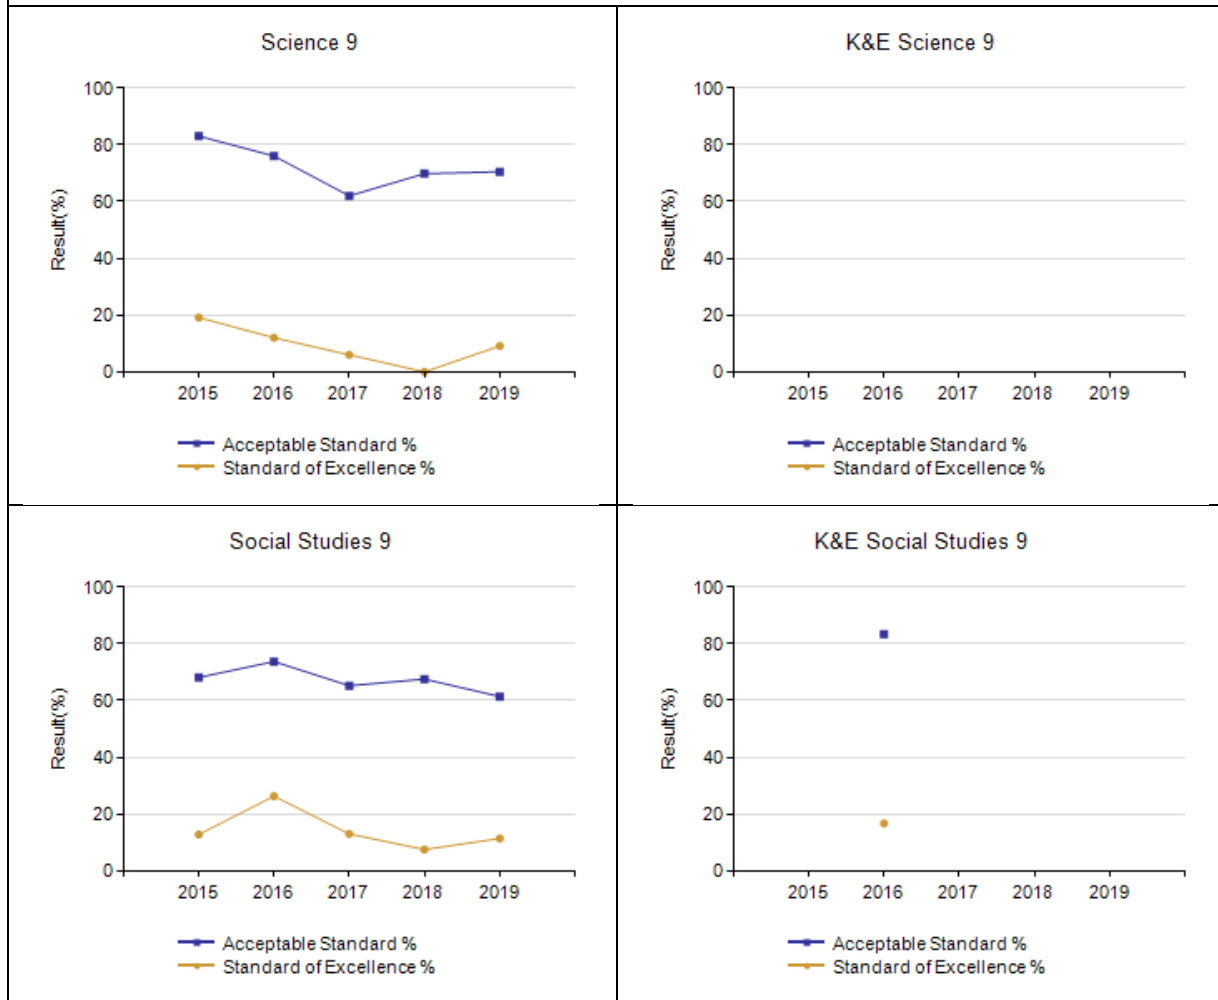 Science 9
100
80
60
40
20
0
Result(%)
2015 2016 2017 2018 2019
Acceptable Standard %
Standard of Excellence %
K&E Science 9
100
80
60
40
20
0
Result(%)
2015 2016 2017 2018 2019
Acceptable Standard %
Standard of Excellence %
Social Studies 9
100
80
60
40
20
0
Result(%)
2015 2016 2017 2018 2019
Acceptable Standard %
Standard of Excellence %
K&E Social Studies 9
100
80
60
40
20
0
Result(%)
2015 2016 2017 2018 2019
Acceptable Standard %
Standard of Excellence %